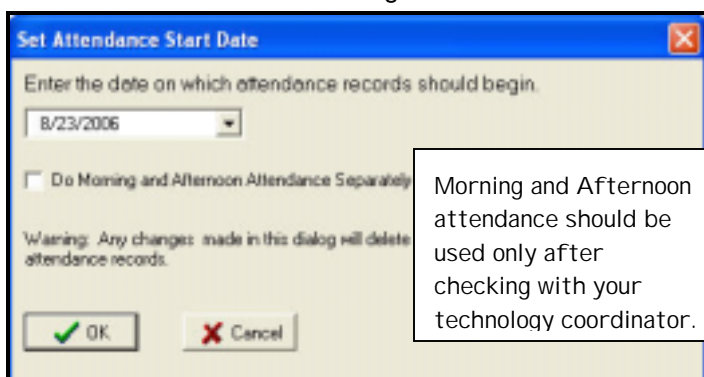 Set Attendance Start Date
Enter the date on which attendance records should begin.
8/23/2006
Do Morning and Afternoon Attendance Separately
Warning: Any changes made in this dialog will delete
attendance records.
OK
Cancel
Morning and Afternoon
attendance should be
used only after
checking with your
technology coordinator.